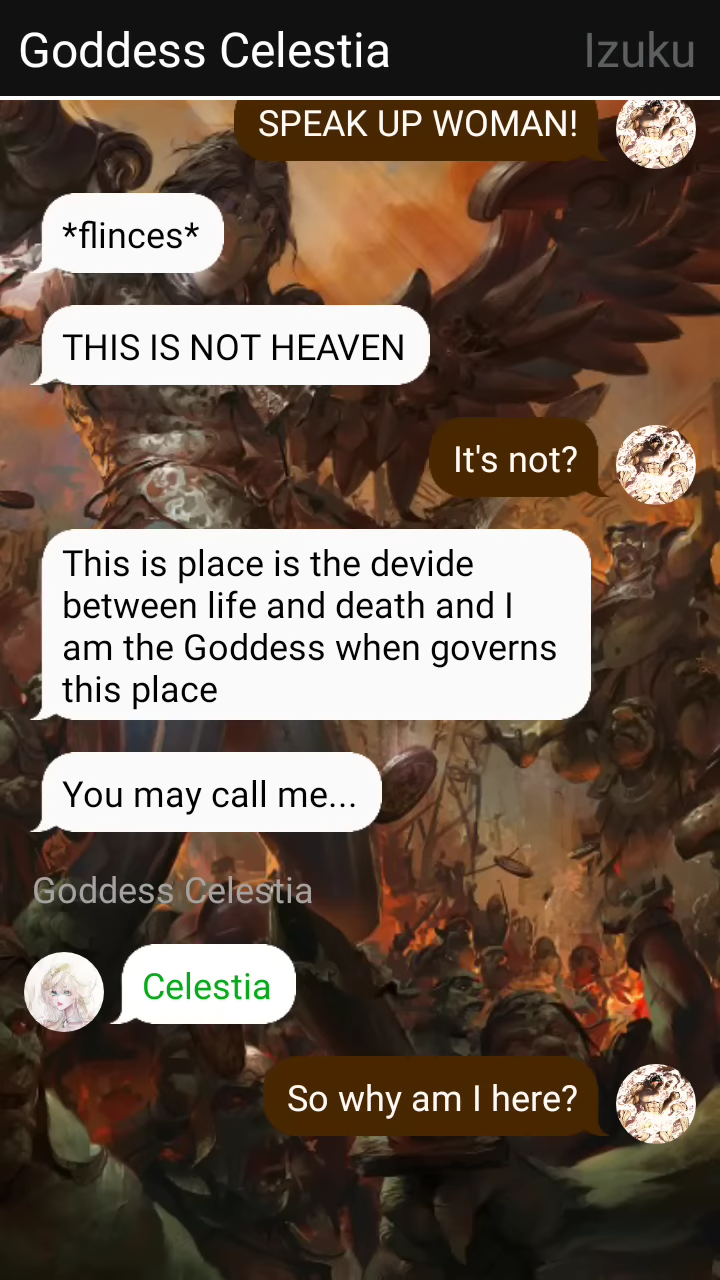 Goddess Celestia
Izuku
SPEAK UP WOMAN!
*flinces*
THIS IS NOT HEAVEN
It's not?
This is place is the devide
between life and death and I
am the Goddess when governs
this place
You may call me...
Goddess Celestia
Celestia
So why am I here?